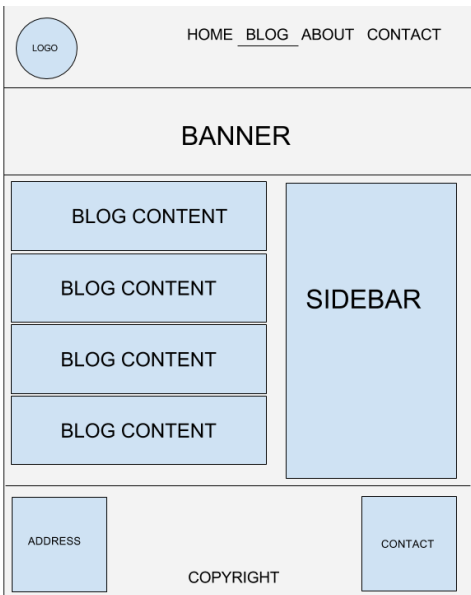 LOGO
HOME BLOG ABOUT CONTACT
BANNER
BLOG CONTENT
BLOG CONTENT
BLOG CONTENT
BLOG CONTENT
SIDEBAR
ADDRESS
COPYRIGHT
CONTACT